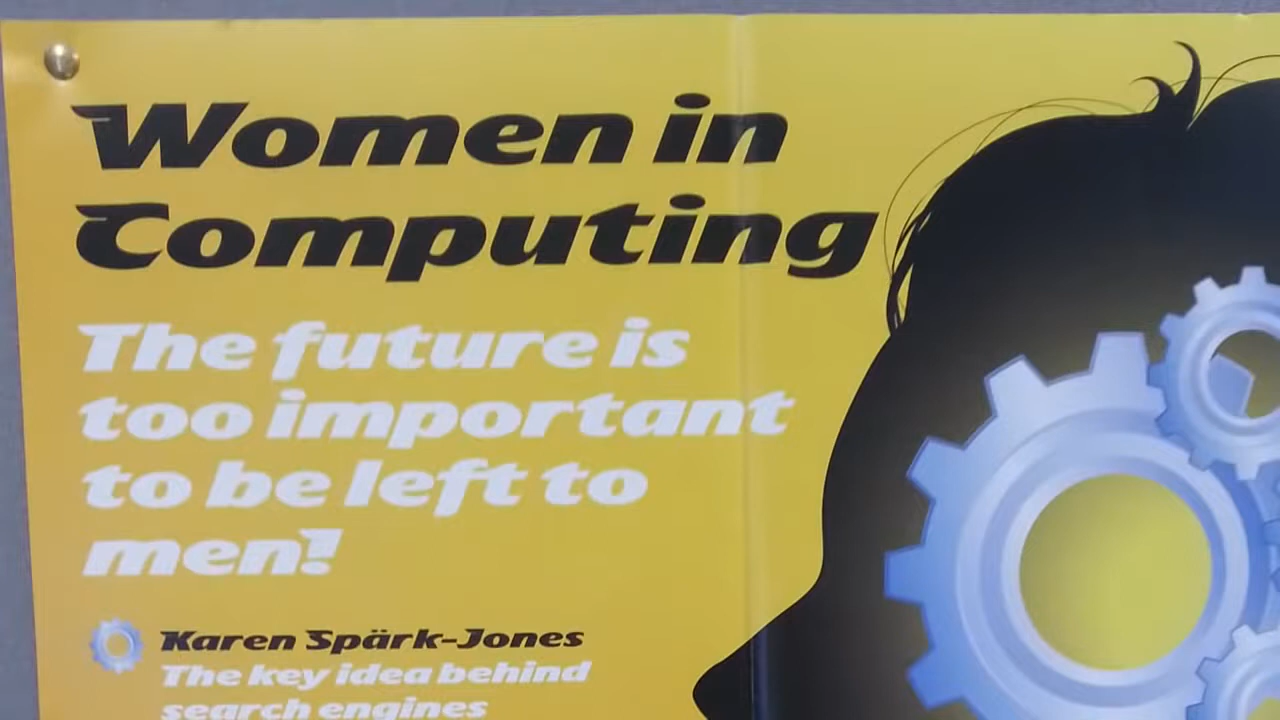 Women in
Computing
The future is
too important
to be left to
men!
Karen Spärk-Jones
The key idea behind
search engines